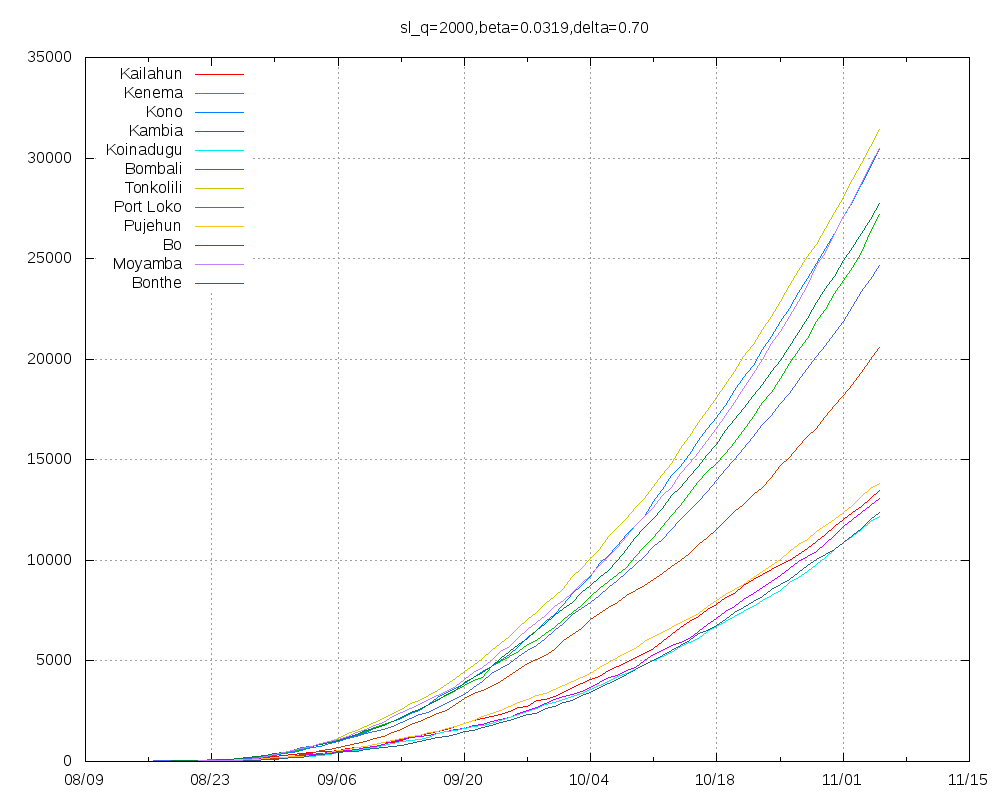 sl_q=2000,beta=0.0319,delta=0.70
35000
30000
25000
20000
15000
10000
5000
0
Kailahun
Kenema
Kono
Kambia
Koinadugu
Bombali
Tonkolili
Port Loko
Pujehun
Bo
Moyamba
Bonthe
08/09 08/23 09/06 09/20 10/04 10/18 11/01 11/15